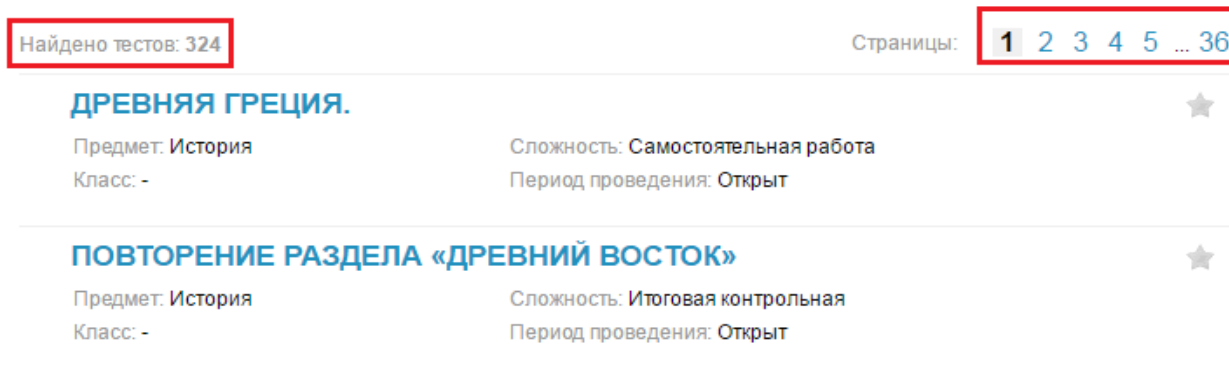 Найдено тестов: 324 Страницы: 1 2 3 4 5 ... 36
ДРЕВНЯЯ ГРЕЦИЯ.
Предмет: История Сложность: Самостоятельная работа
Класс: - Период проведения: Открыт
ПОВТОРЕНИЕ РАЗДЕЛА «ДРЕВНИЙ ВОСТОК»
Предмет: История Сложность: Итоговая контрольная
Класс: - Период проведения: Открыт